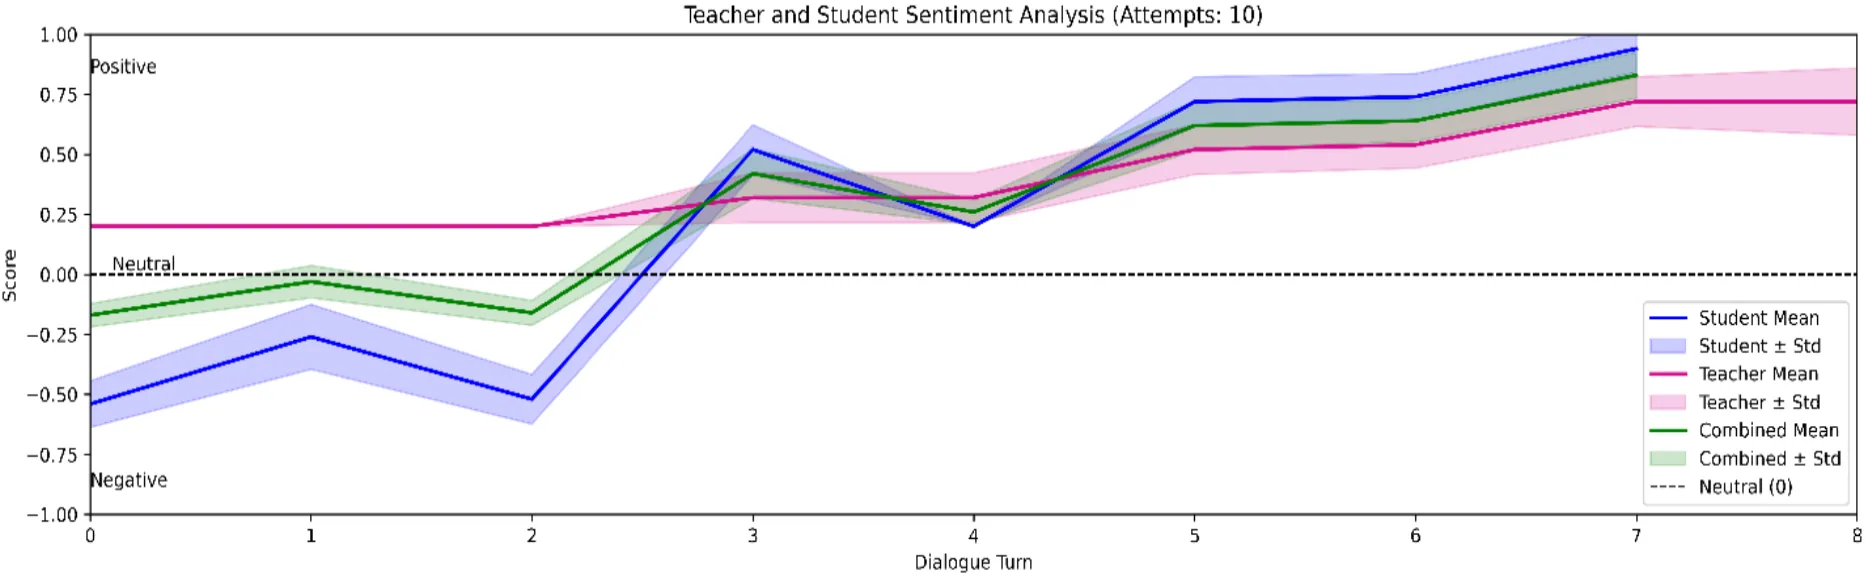 Teacher and Student Sentiment Analysis (Attempts: 10)
1.00
Positive
0.75
0.50
0.25
Neutral
0.00
Score
−0.25
−0.50
−0.75
Negative
−1.00
Student Mean
Student ± Std
Teacher Mean
Teacher ± Std
Combined Mean
Combined ± Std
Neutral (0)
0 1 2 3 4 5 6 7 8
Dialogue Turn